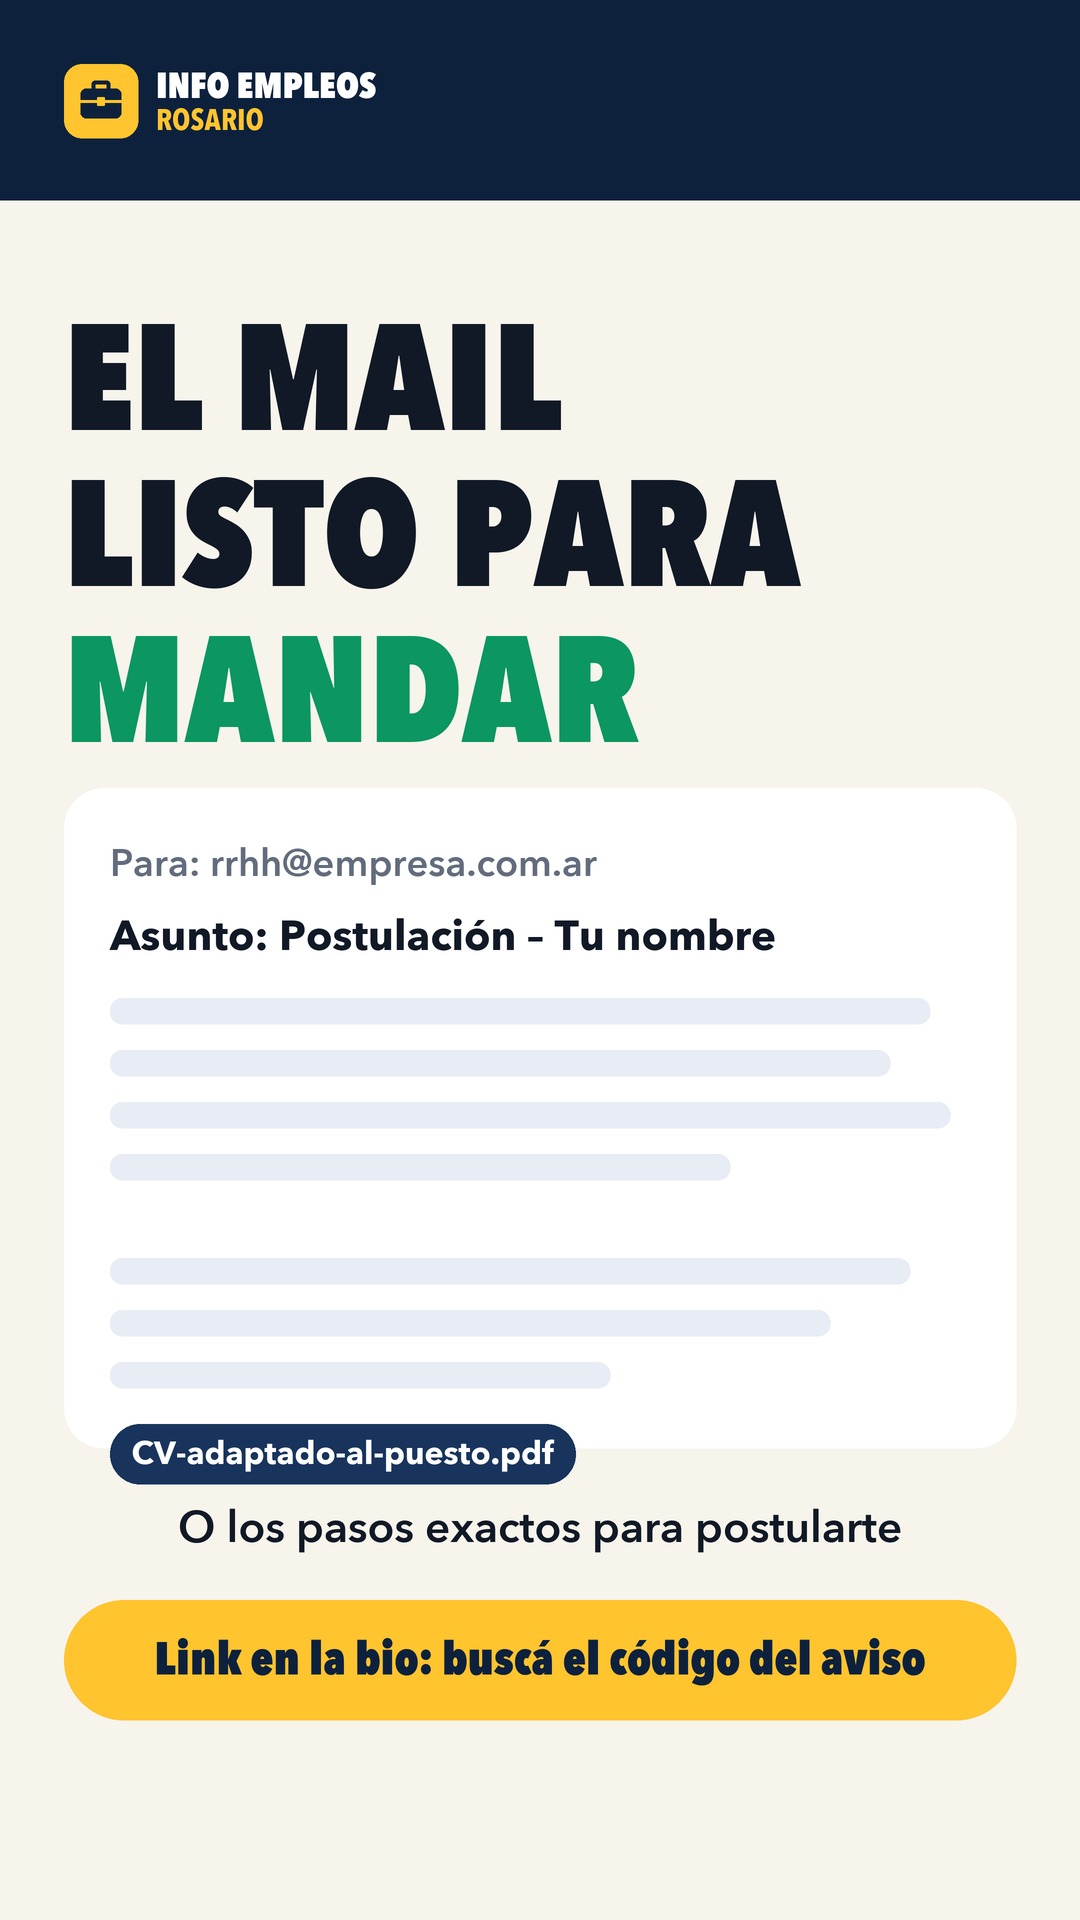 INFO EMPLEOS
ROSARIO
EL MAIL
LISTO PARA
MANDAR
Para: rrhh@empresa.com.ar
Asunto: Postulación – Tu nombre
CV-adaptado-al-puesto.pdf
O los pasos exactos para postularte
Link en la bio: buscá el código del aviso